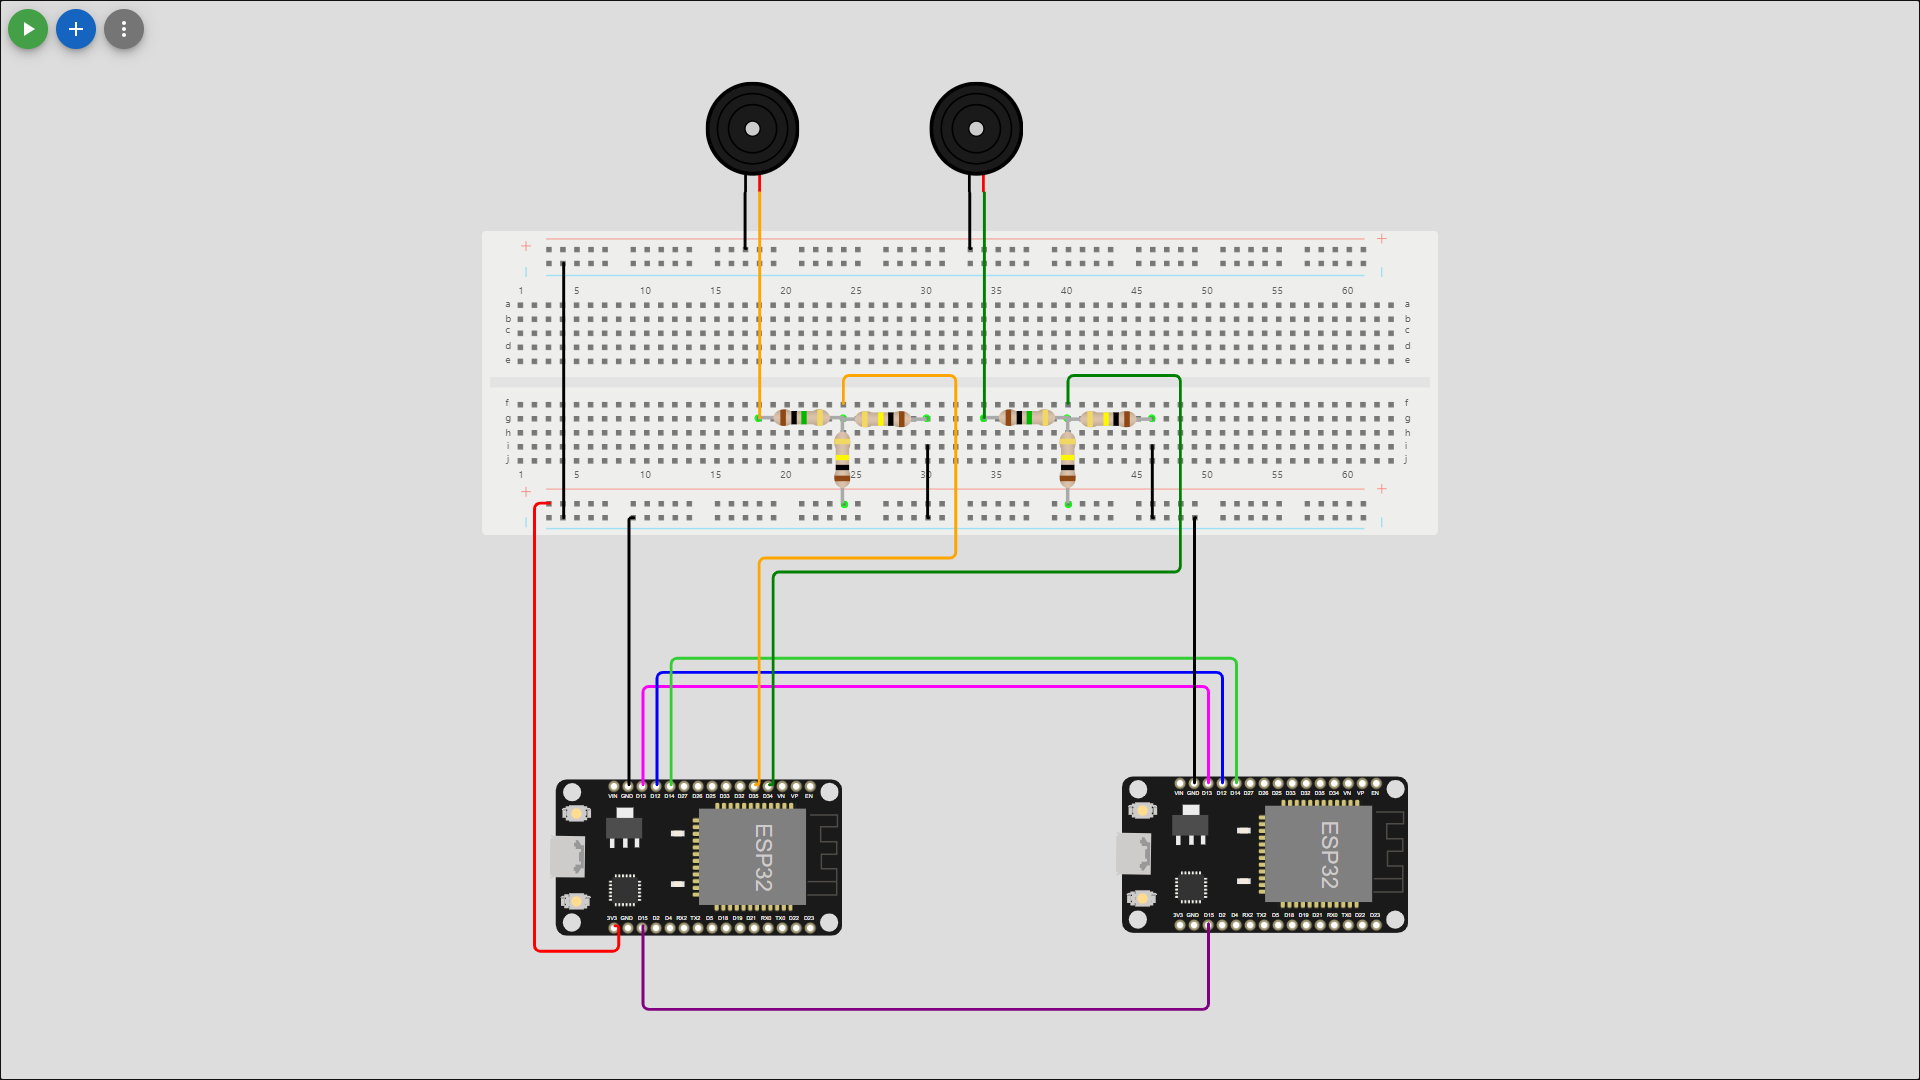 + +
1 5 10 15 20 25 30 35 40 45 50 55 60
a a
b b
c c
d d
e e
f f
g g
h h
i i
j j
1 5 10 15 20 25 30 35 45 50 55 60
+ +
VIN GND D13 D12 D14 D27 D26 D25 D33 D32 D35 D34 VN VP EN
ESP32
3V3 GND D15 D2 D4 RX2 TX2 D5 D18 D19 D21 RX0 TX0 D22 D23
VIN GND D13 D12 D14 D27 D26 D25 D33 D32 D35 D34 VN VP EN
ESP32
3V3 GND D15 D2 D4 RX2 TX2 D5 D18 D19 D21 RX0 TX0 D22 D23